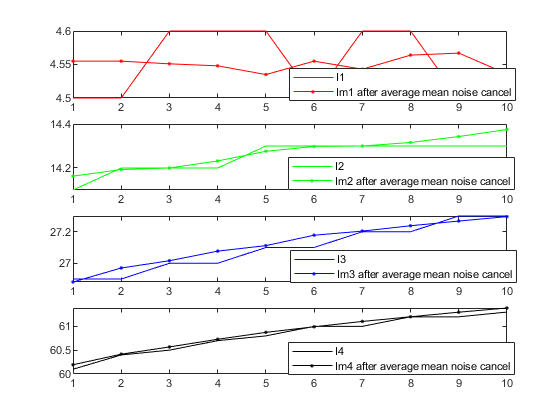 4.6
4.55
4.5
I1
Im1 after average mean noise cancel
1 2 3 4 5 6 7 8 9 10
14.4
14.2
I2
Im2 after average mean noise cancel
1 2 3 4 5 6 7 8 9 10
27.2
27
I3
Im3 after average mean noise cancel
1 2 3 4 5 6 7 8 9 10
61
60.5
60
I4
Im4 after average mean noise cancel
1 2 3 4 5 6 7 8 9 10